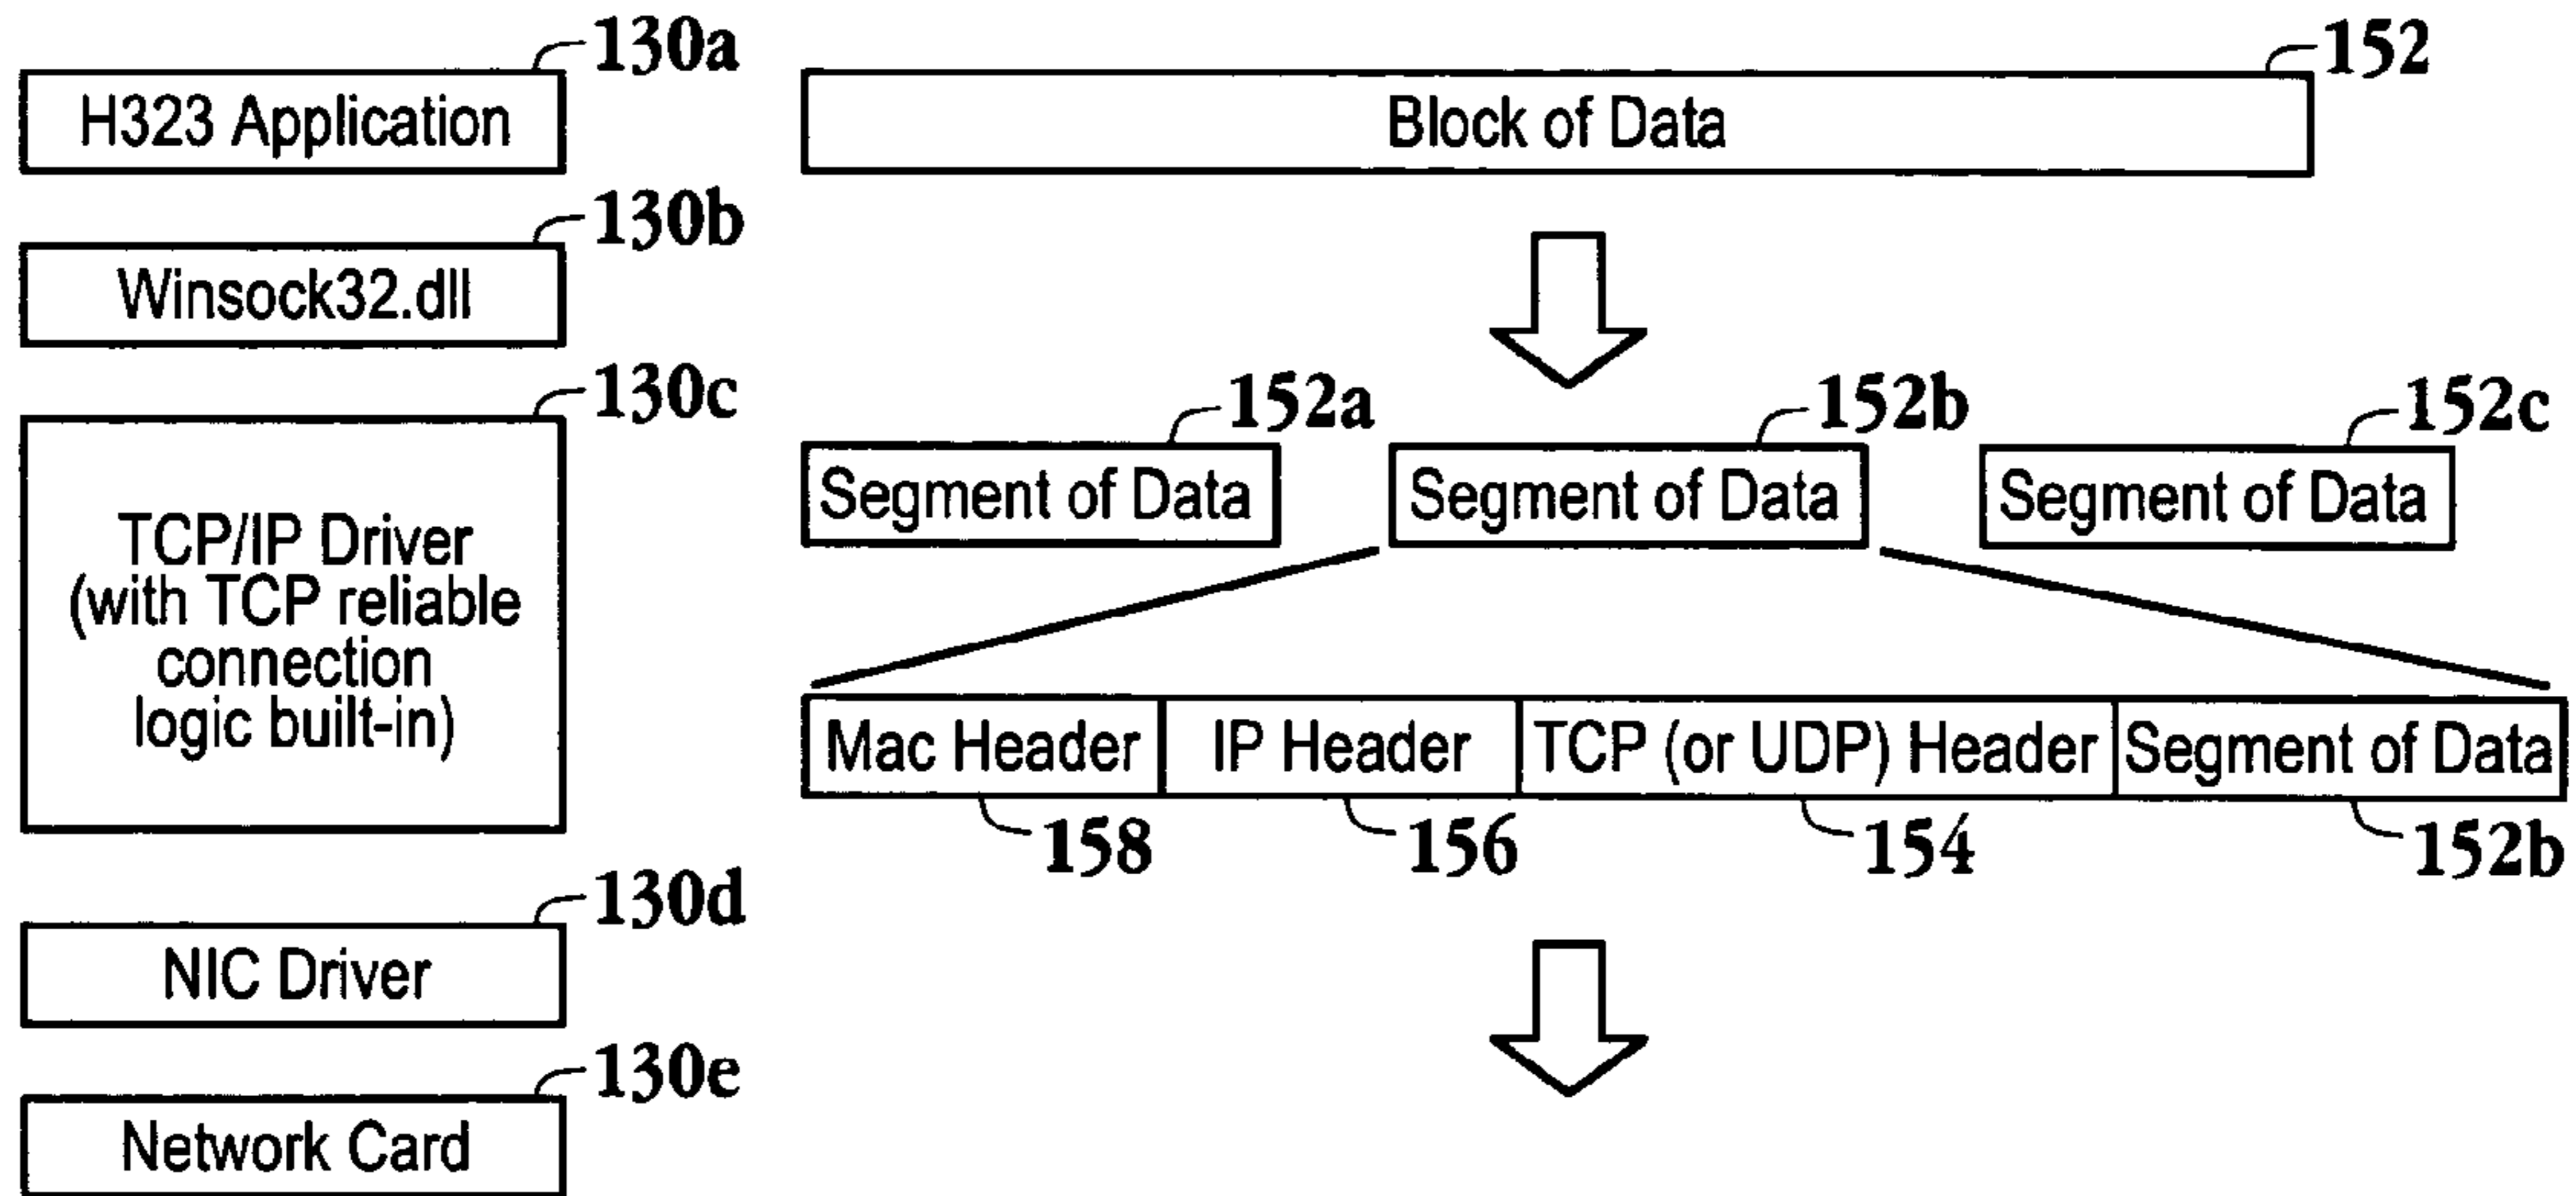 130a
H323 Application
152
Block of Data
130b
Winsock32.dll
130c
TCP/IP Driver
(with TCP reliable
connection
logic built-in)
152a
152b
152c
Segment of Data
Segment of Data
Segment of Data
Mac Header
IP Header
TCP (or UDP) Header
Segment of Data
158
156
154
152b
130d
NIC Driver
130e
Network Card